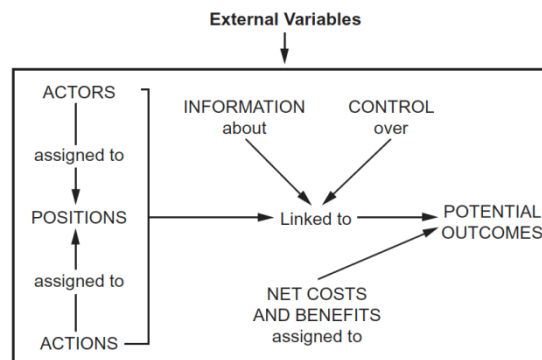 External Variables
ACTORS
assigned to
POSITIONS
assigned to
ACTIONS
INFORMATION
about
CONTROL
over
Linked to
POTENTIAL
OUTCOMES
NET COSTS
AND BENEFITS
assigned to